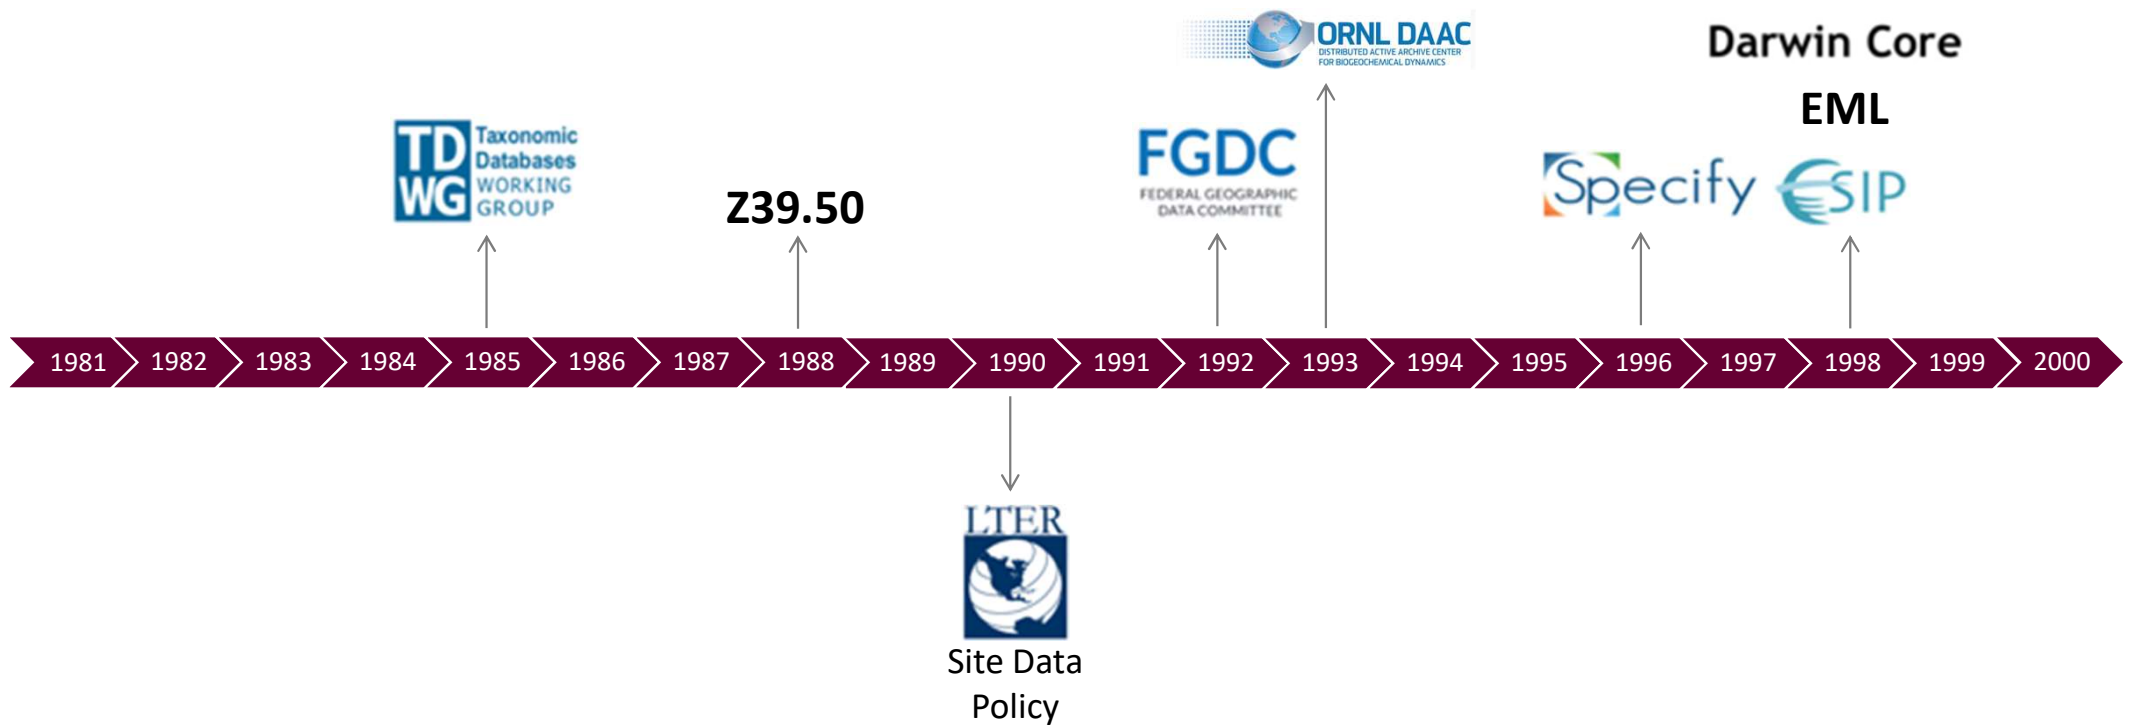 ORNL DAAC
DISTRIBUTED ACTIVE ARCHIVE CENTER
FOR BIOGEOCHEMICAL DYNAMICS
Darwin Core
EML
TD
WG
Taxonomic
Databases
WORKING
GROUP
Z39.50
FGDC
FEDERAL GEOGRAPHIC
DATA COMMITTEE
Specify
ESIP
1981 1982 1983 1984 1985 1986 1987 1988 1989 1990 1991 1992 1993 1994 1995 1996 1997 1998 1999 2000
LTER
Site Data
Policy